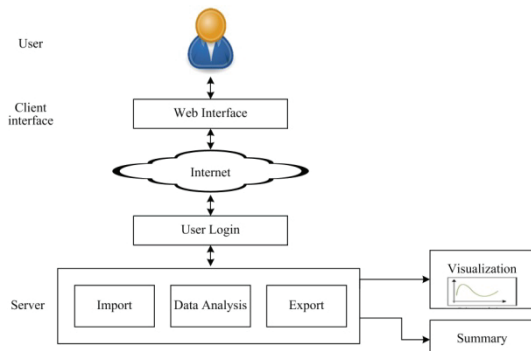 User
Client
interface
Web Interface
Internet
User Login
Server
Import
Data Analysis
Export
Visualization
Summary